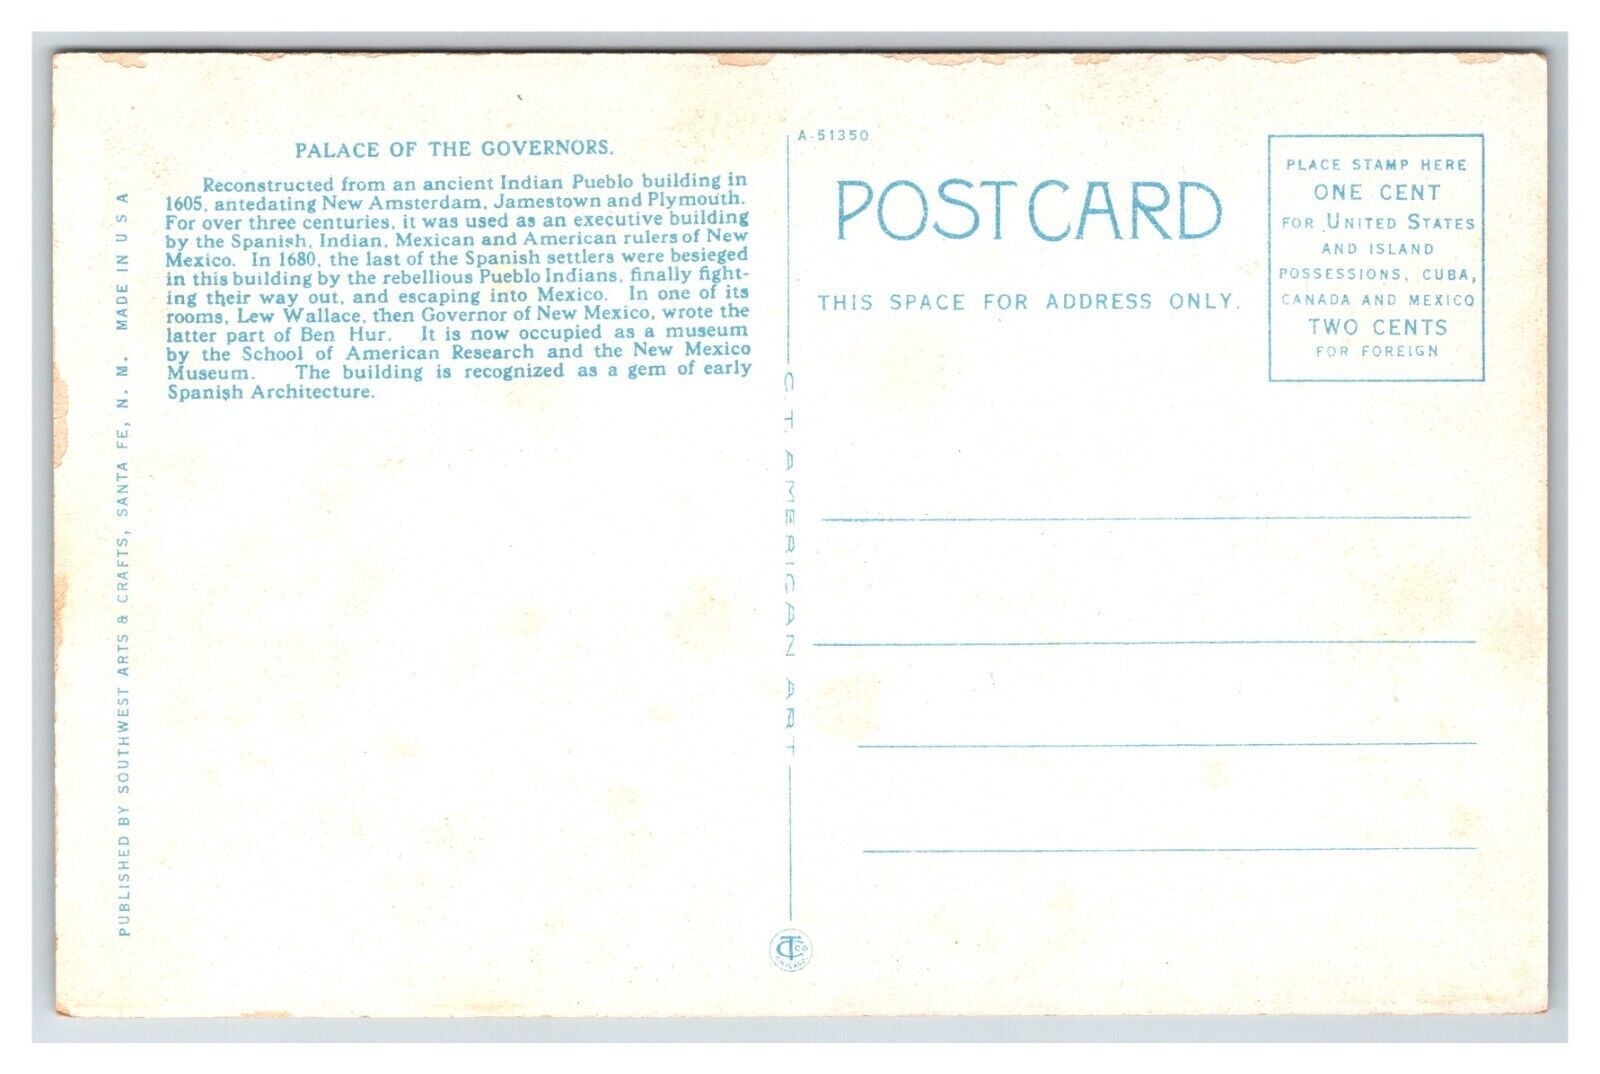 PALACE OF THE GOVERNORS.
Reconstructed from an ancient Indian Pueblo building in
1605, antedating New Amsterdam, Jamestown and Plymouth.
For over three centuries, it was used as an executive building
by the Spanish, Indian, Mexican and American rulers of New
Mexico. In 1680, the last of the Spanish settlers were besieged
in this building by the rebellious Pueblo Indians, finally fight-
ing their way out, and escaping into Mexico. In one of its
rooms, Lew Wallace, then Governor of New Mexico, wrote the
latter part of Ben Hur. It is now occupied as a museum
by the School of American Research and the New Mexico
Museum. The building is recognized as a gem of early
Spanish Architecture.
PUBLISHED BY SOUTHWEST ARTS & CRAFTS, SANTA FE, N. M. MADE IN U S A
A-51350
POST CARD
THIS SPACE FOR ADDRESS ONLY.
PLACE STAMP HERE
ONE CENT
FOR UNITED STATES
AND ISLAND
POSSESSIONS, CUBA,
CANADA AND MEXICO
TWO CENTS
FOR FOREIGN
C. T. AMERICAN ART
CT CO
CHICAGO